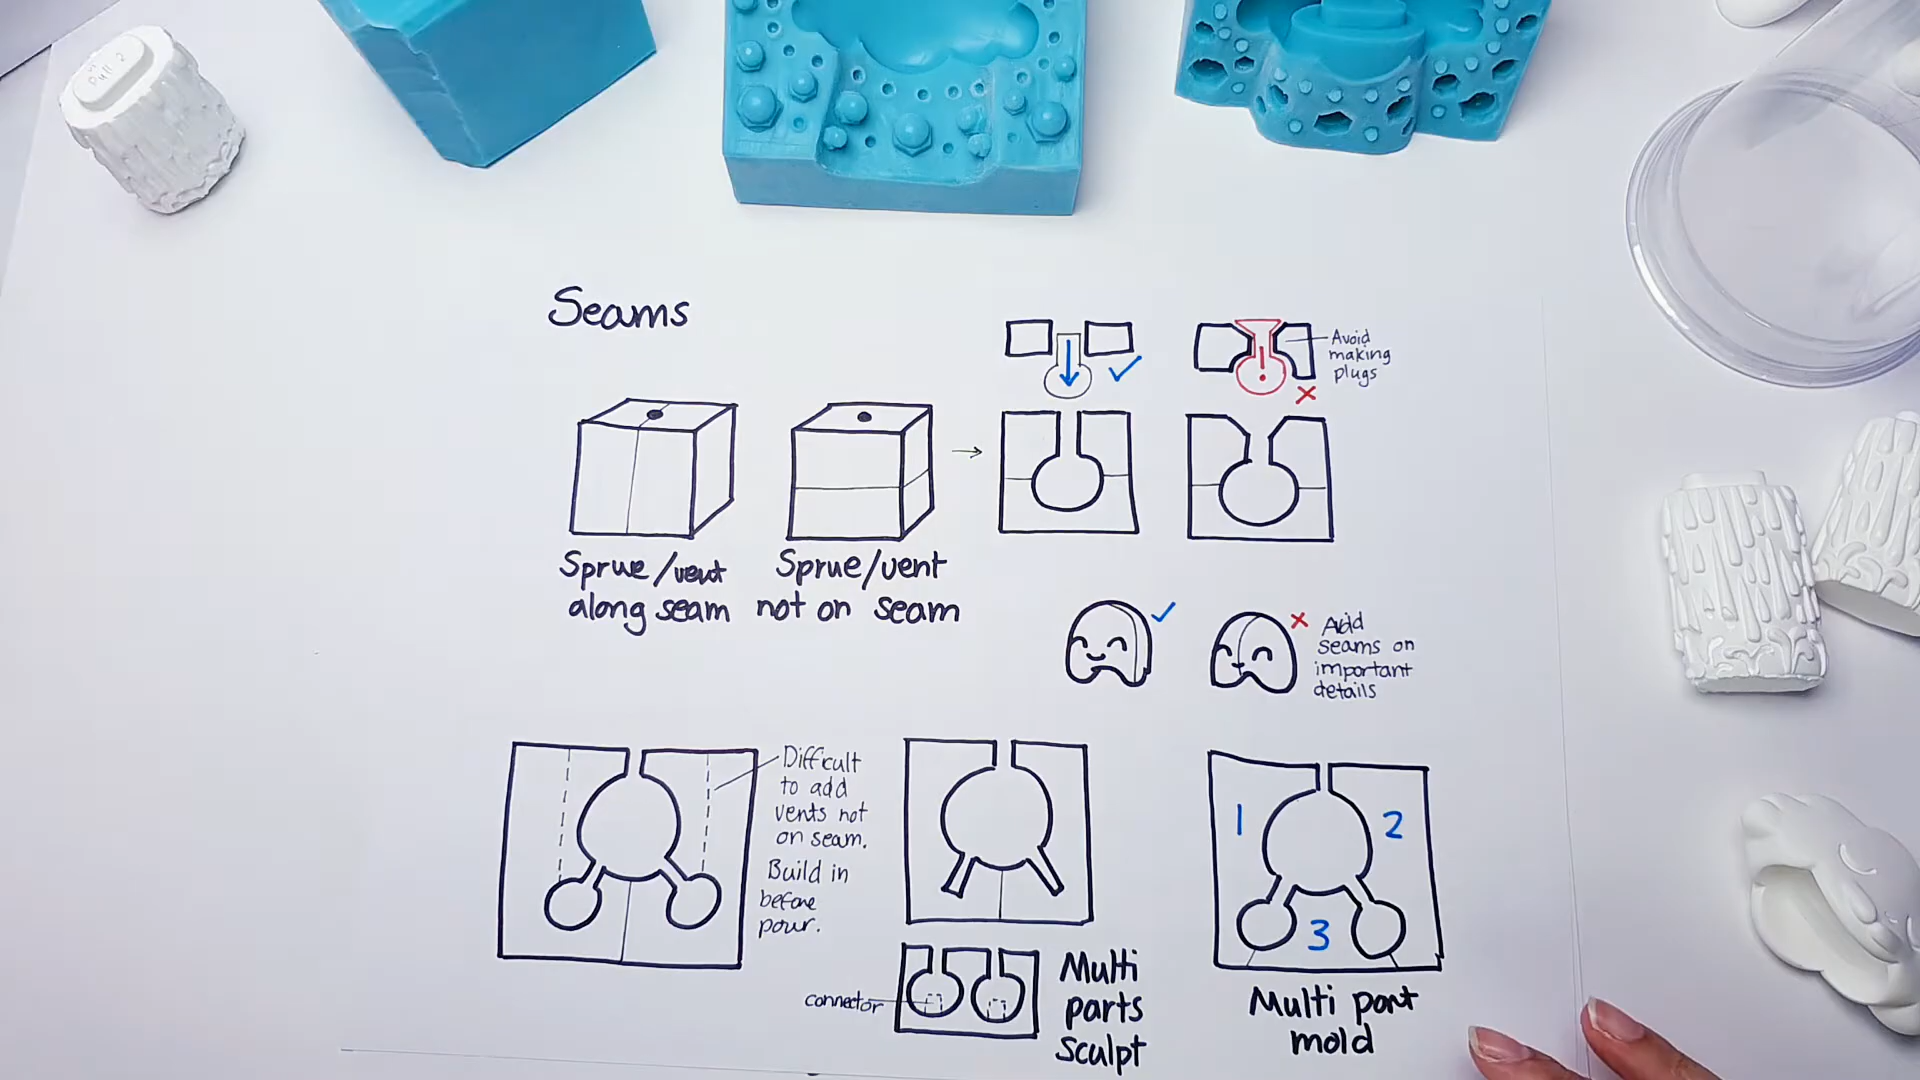 Seams
Avoid
making
plugs
Sprue/vent
along seam
Sprue/vent
not on seam
Add
seams on
important
details
Difficult
to add
vents not
on seam.
Build in
before
pour.
connector
Multi
parts
sculpt
1
2
3
Multi part
mold